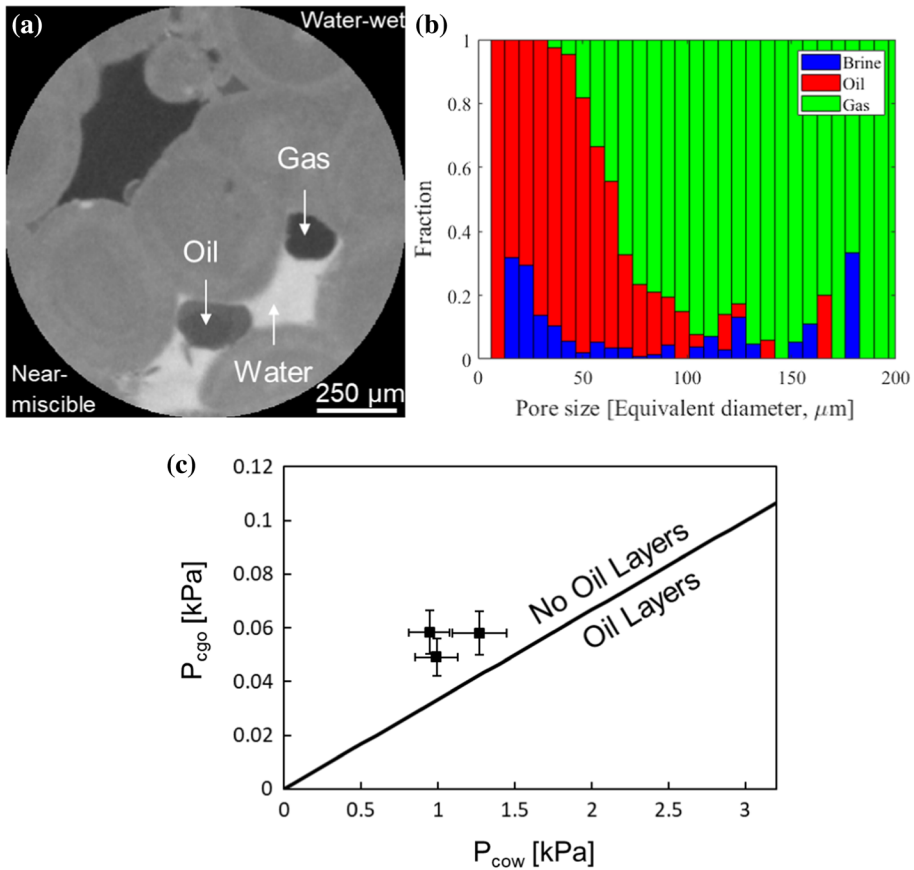 (a)
Water-wet
Gas
Oil
Water
Near-
miscible
250 μm
(b)
1
0.8
0.6
0.4
0.2
0
Fraction
Brine
Oil
Gas
0
50
100
150
200
Pore size [Equivalent diameter, μm]
(c)
0.12
0.1
0.08
0.06
0.04
0.02
0
Pcgo [kPa]
No Oil Layers
Oil Layers
0
0.5
1
1.5
2
2.5
3
Pcow [kPa]